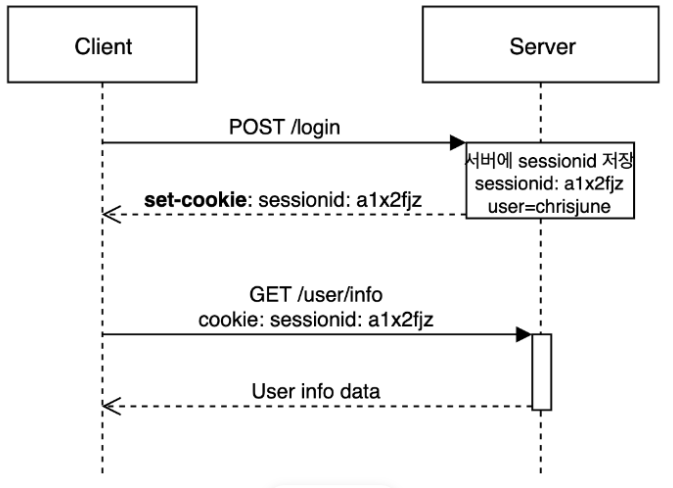 Client
Server
POST /login
서버에 sessionid 저장
sessionid: a1x2fjz
user=chrisjune
set-cookie: sessionid: a1x2fjz
GET /user/info
cookie: sessionid: a1x2fjz
User info data